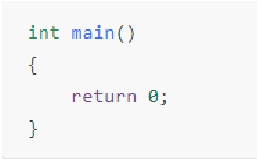 int main()
{
    return 0;
}